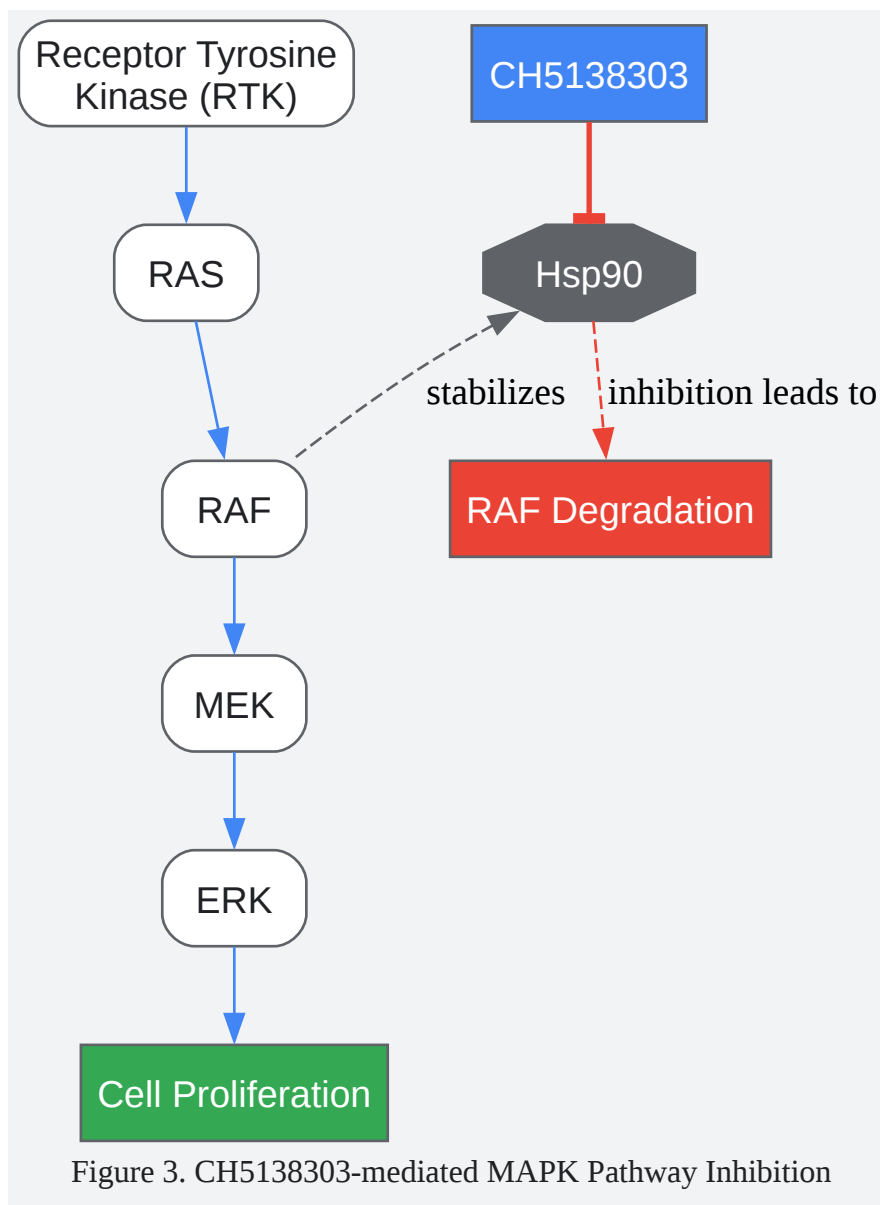 Receptor Tyrosine
Kinase (RTK)
CH5138303
RAS
Hsp90
stabilizes
inhibition leads to
RAF
RAF Degradation
MEK
ERK
Cell Proliferation
Figure 3. CH5138303-mediated MAPK Pathway Inhibition